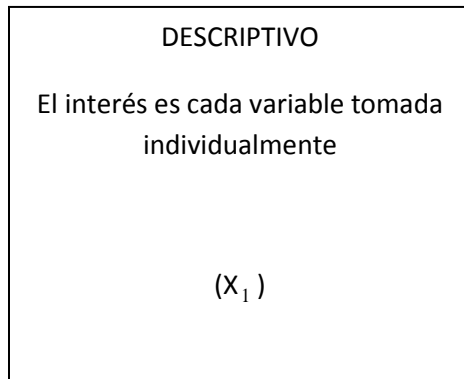 DESCRIPTIVO
El interés es cada variable tomada
individualmente
(X₁)